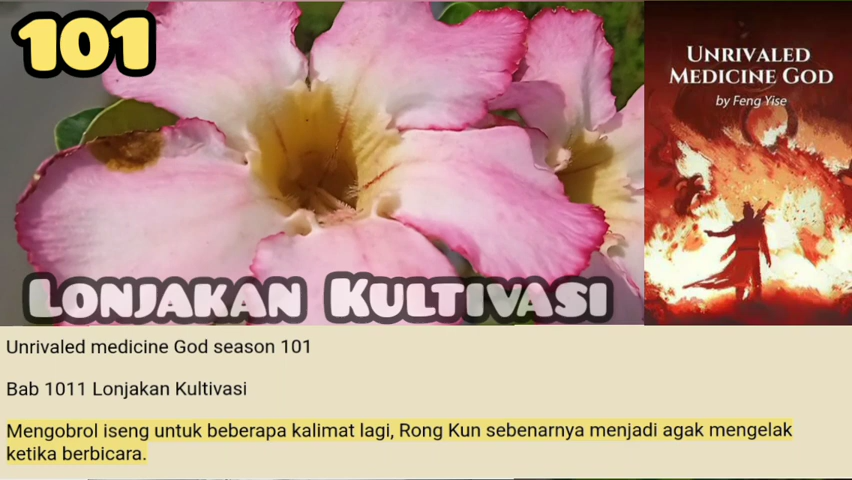 101
UNRIVALED
MEDICINE GOD
by Feng Yise
LONJAKAN KULTIVASI
Unrivaled medicine God season 101
Bab 1011 Lonjakan Kultivasi
Mengobrol iseng untuk beberapa kalimat lagi, Rong Kun sebenarnya menjadi agak mengelak
ketika berbicara.